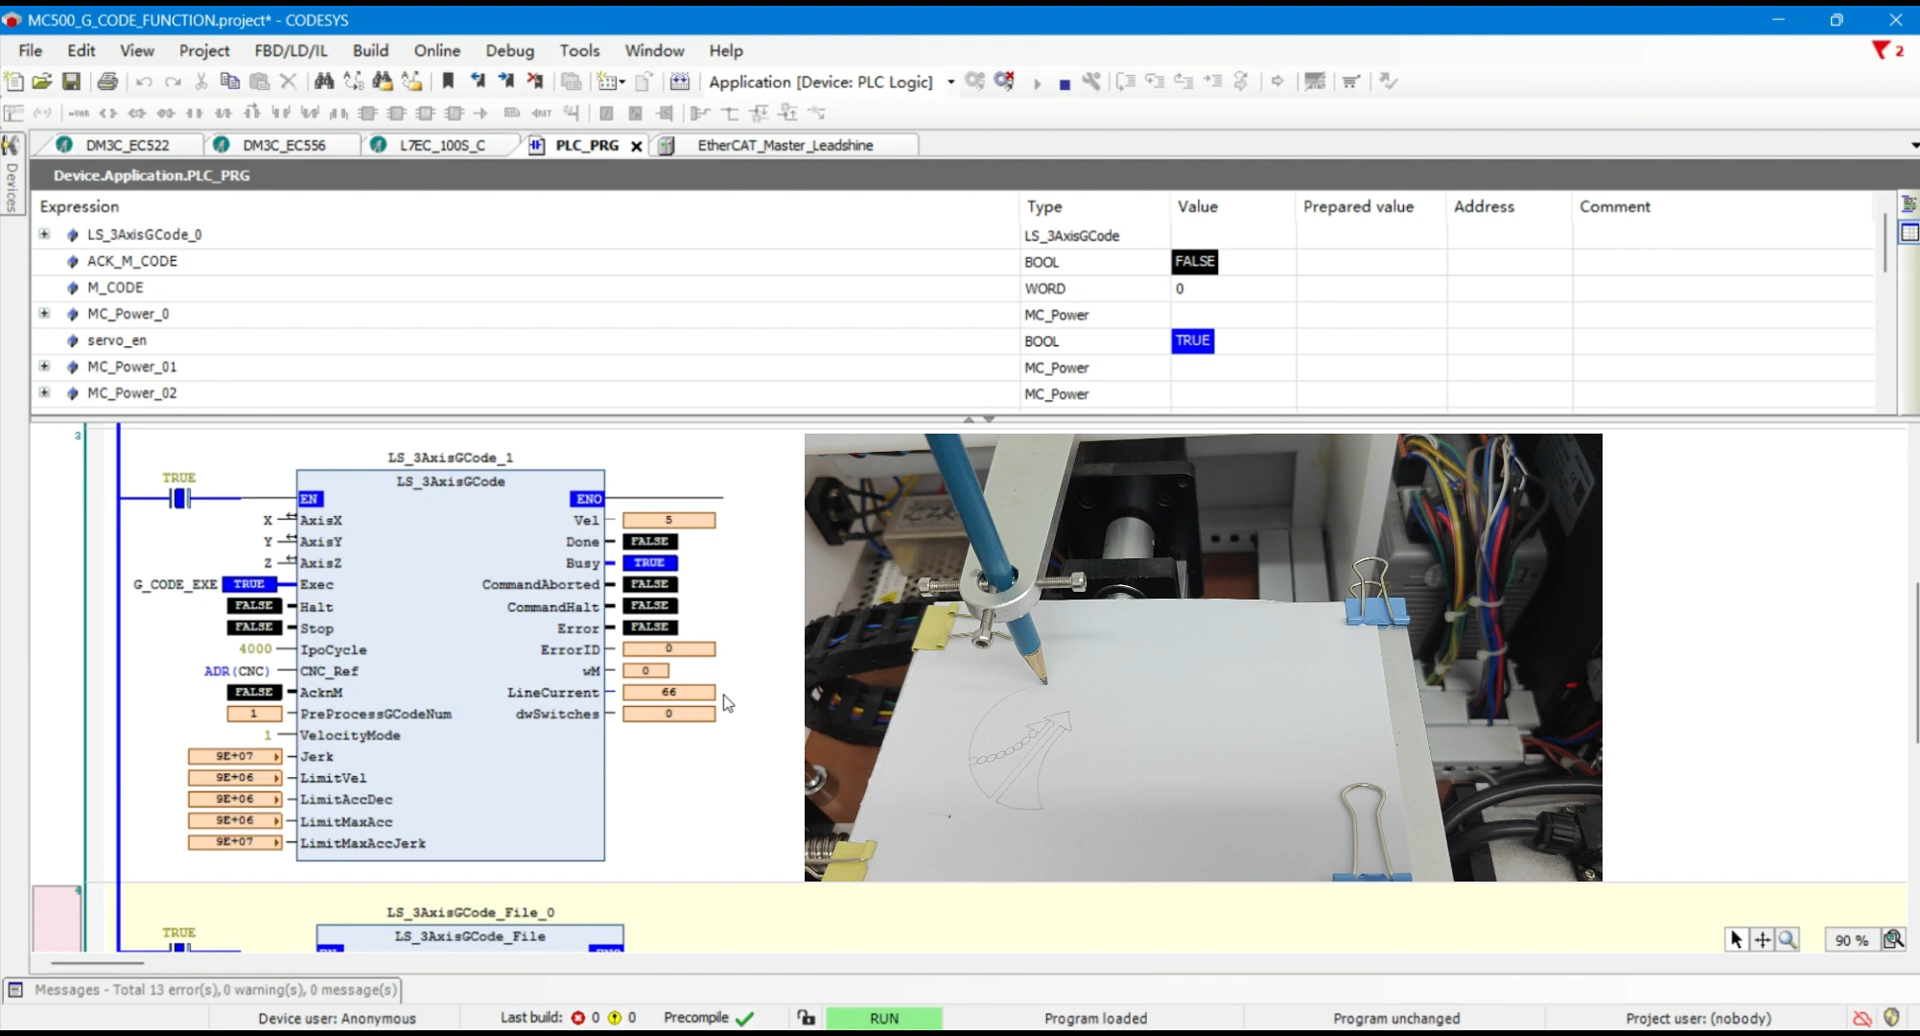 MC500_G_CODE_FUNCTION.project* - CODESYS
File Edit View Project FBD/LD/IL Build Online Debug Tools Window Help
2
Application [Device: PLC Logic]
DM3C_EC522 DM3C_EC556 L7EC_100S_C PLC_PRG EtherCAT_Master_Leadshine
Devices
Device.Application.PLC_PRG
Expression Type Value Prepared value Address Comment
LS_3AxisGCode_0 LS_3AxisGCode
ACK_M_CODE BOOL FALSE
M_CODE WORD 0
MC_Power_0 MC_Power
servo_en BOOL TRUE
MC_Power_01 MC_Power
MC_Power_02 MC_Power
3
LS_3AxisGCode_1
TRUE LS_3AxisGCode
EN ENO
X AxisX Vel 5
Y AxisY Done FALSE
Z AxisZ Busy TRUE
G_CODE_EXE TRUE Exec CommandAborted FALSE
FALSE Halt CommandHalt FALSE
FALSE Stop Error FALSE
4000 IpoCycle ErrorID 0
ADR(CNC) CNC_Ref wM 0
FALSE AcknM LineCurrent 66
1 PreProcessGCodeNum dwSwitches 0
1 VelocityMode
9E+07 Jerk
9E+06 LimitVel
9E+06 LimitAccDec
9E+06 LimitMaxAcc
9E+07 LimitMaxAccJerk
4
LS_3AxisGCode_File_0
TRUE LS_3AxisGCode_File
90 %
Messages - Total 13 error(s), 0 warning(s), 0 message(s)
Device user: Anonymous Last build: 0 0 Precompile RUN Program loaded Program unchanged Project user: (nobody)